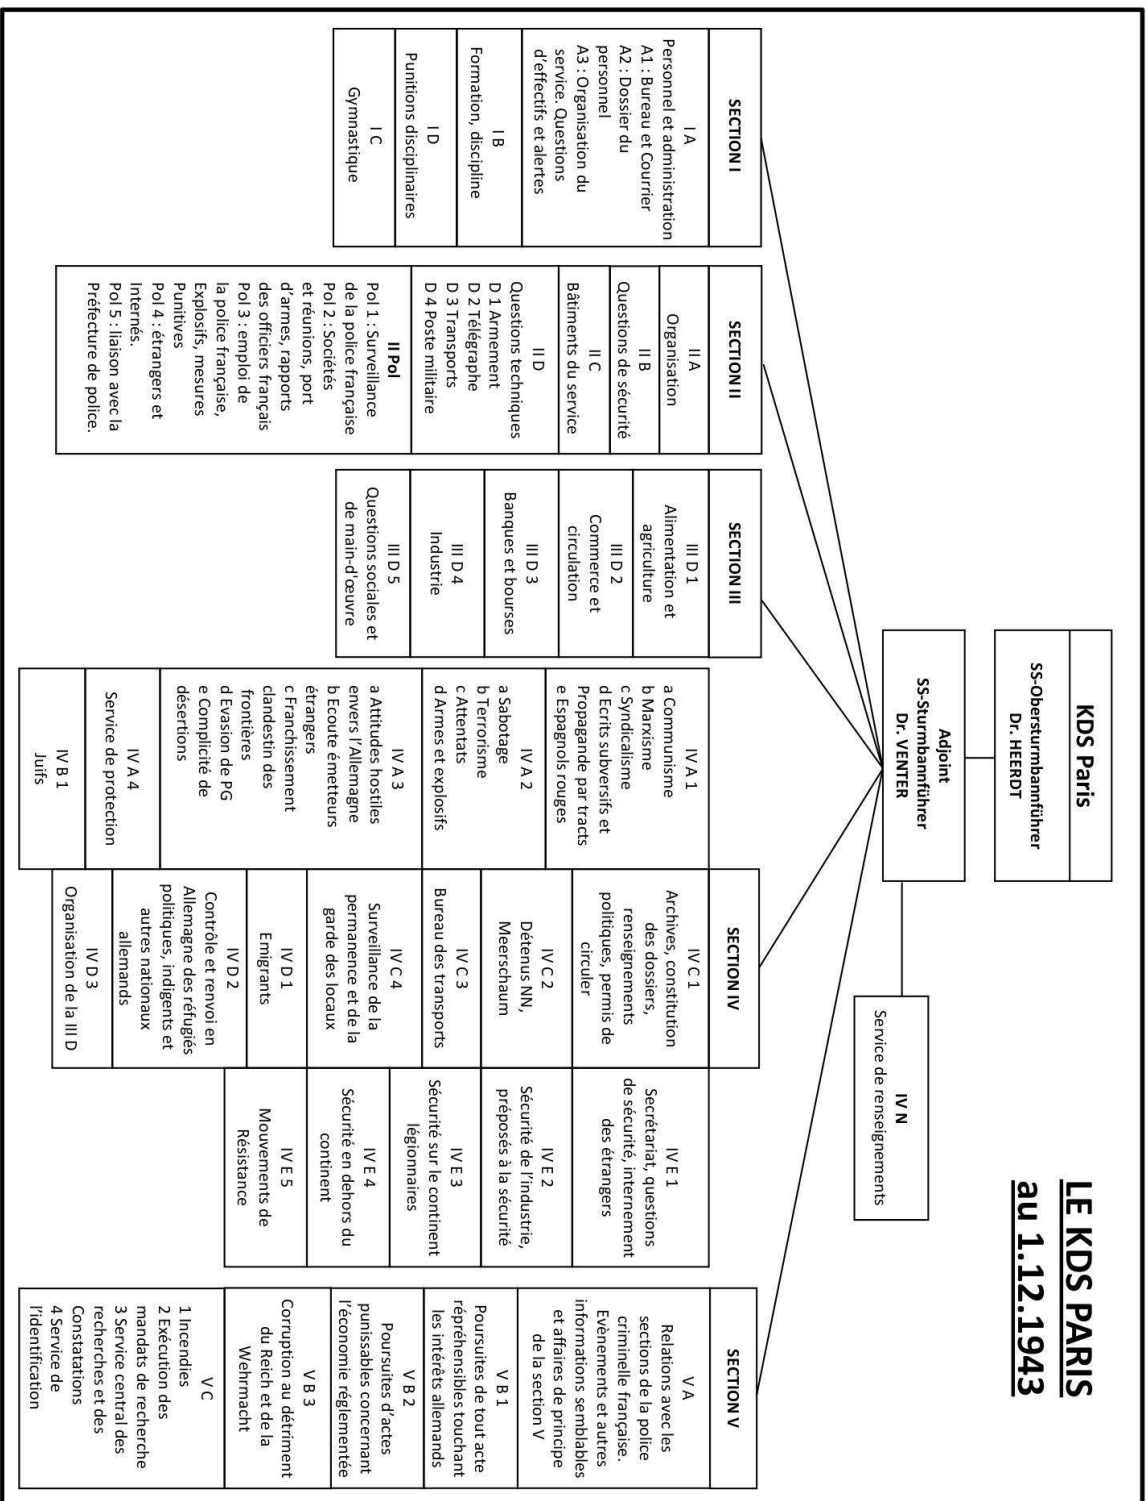 LE KDS PARIS
au 1.12.1943
KDS Paris
SS-Obersturmbannführer
Dr. HEERDT
Adjoint
SS-Sturmbannführer
Dr. VENTER
IV N
Service de renseignements
SECTION I
I A
Personnel et administration
A1 : Bureau et Courrier
A2 : Dossier du
personnel
A3 : Organisation du
service. Questions
d'effectifs et alertes
I B
Formation, discipline
I D
Punitions disciplinaires
I C
Gymnastique
SECTION II
II A
Organisation
II B
Questions de sécurité
II C
Bâtiments du service
II D
Questions techniques
D 1 Armement
D 2 Télégraphe
D 3 Transports
D 4 Poste militaire
II Pol
Pol 1 : Surveillance
de la police française
Pol 2 : Sociétés
et réunions, port
d'armes, rapports
des officiers français
Pol 3 : emploi de
la police française,
Explosifs, mesures
Punitives
Pol 4 : étrangers et
Internés.
Pol 5 : liaison avec la
Préfecture de police.
SECTION III
III D 1
Alimentation et
agriculture
III D 2
Commerce et
circulation
III D 3
Banques et bourses
III D 4
Industrie
III D 5
Questions sociales et
de main-d'œuvre
SECTION IV
IV A 1
a Communisme
b Marxisme
c Syndicalisme
d Ecrits subversifs et
Propagande par tracts
e Espagnols rouges
IV A 2
a Sabotage
b Terrorisme
c Attentats
d Armes et explosifs
IV A 3
a Attitudes hostiles
envers l'Allemagne
b Ecoute émetteurs
étrangers
c Franchissement
clandestin des
frontières
d Evasion de PG
e Complicité de
désertions
IV A 4
Service de protection
IV B 1
Juifs
IV C 1
Archives, constitution
des dossiers,
renseignements
politiques, permis de
circuler
IV C 2
Détenus NN,
Meerschaum
IV C 3
Bureau des transports
IV C 4
Surveillance de la
permanence et de la
garde des locaux
IV D 1
Emigrants
IV D 2
Contrôle et renvoi en
Allemagne des réfugiés
politiques, indigents et
autres nationaux
allemands
IV D 3
Organisation de la III D
IV E 1
Secrétariat, questions
de sécurité, internement
des étrangers
IV E 2
Sécurité de l'industrie,
préposés à la sécurité
IV E 3
Sécurité sur le continent
légionnaires
IV E 4
Sécurité en dehors du
continent
IV E 5
Mouvements de
Résistance
SECTION V
V A
Relations avec les
sections de la police
criminelle française.
Evènements et autres
informations semblables
et affaires de principe
de la section V
V B 1
Poursuites de tout acte
répréhensibles touchant
les intérêts allemands
V B 2
Poursuites d'actes
punissables concernant
l'économie réglementée
V B 3
Corruption au détriment
du Reich et de la
Wehrmacht
V C
1 Incendies
2 Exécution des
mandats de recherche
3 Service central des
recherches et des
Constatations
4 Service de
l'identification